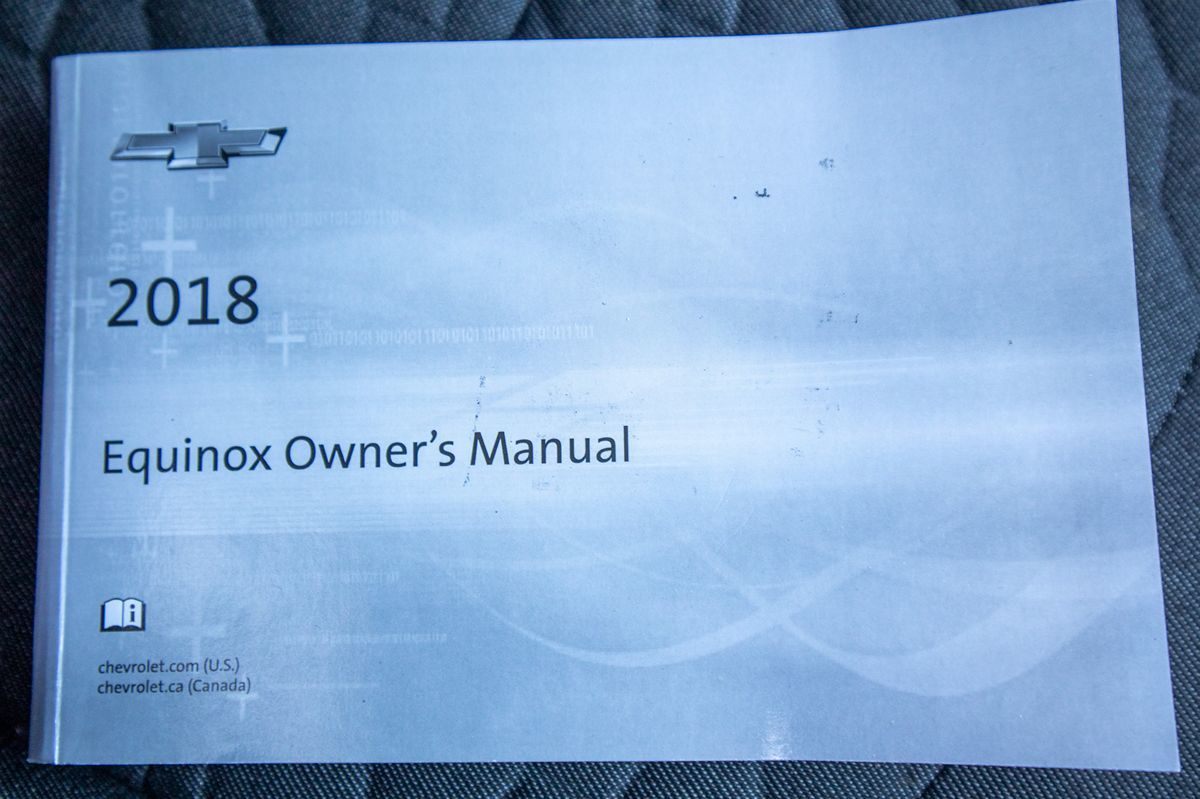 2018
Equinox Owner's Manual
i
chevrolet.com (U.S.)
chevrolet.ca (Canada)